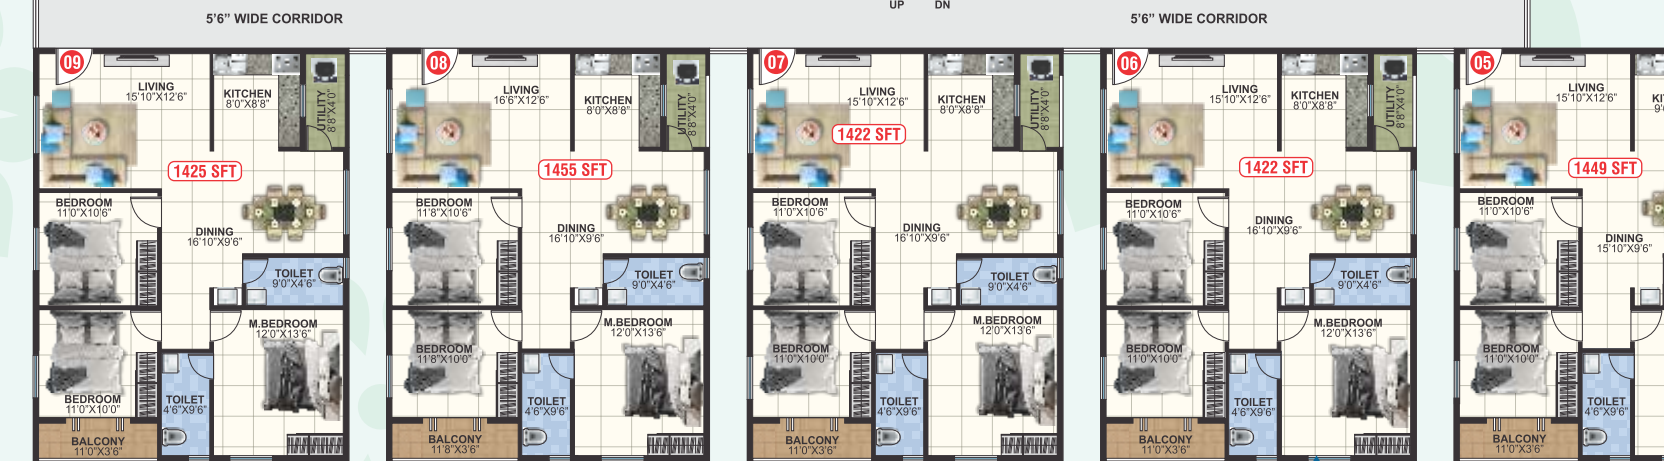 UP DN
5'6" WIDE CORRIDOR
5'6" WIDE CORRIDOR
09
LIVING
15'10"X12'6"
KITCHEN
8'0"X8'8"
UTILITY
8'8"X4'0"
1425 SFT
BEDROOM
11'0"X10'6"
DINING
16'10"X9'6"
TOILET
9'0"X4'6"
M.BEDROOM
12'0"X13'6"
BEDROOM
11'0"X10'0"
TOILET
4'6"X9'6"
BALCONY
11'0"X3'6"
08
LIVING
16'6"X12'6"
KITCHEN
8'0"X8'8"
UTILITY
8'8"X4'0"
1455 SFT
BEDROOM
11'8"X10'6"
DINING
16'10"X9'6"
TOILET
9'0"X4'6"
M.BEDROOM
12'0"X13'6"
BEDROOM
11'8"X10'0"
TOILET
4'6"X9'6"
BALCONY
11'8"X3'6"
07
LIVING
15'10"X12'6"
KITCHEN
8'0"X8'8"
UTILITY
8'8"X4'0"
1422 SFT
BEDROOM
11'0"X10'6"
DINING
16'10"X9'6"
TOILET
9'0"X4'6"
M.BEDROOM
12'0"X13'6"
BEDROOM
11'0"X10'0"
TOILET
4'6"X9'6"
BALCONY
11'0"X3'6"
06
LIVING
15'10"X12'6"
KITCHEN
8'0"X8'8"
UTILITY
8'8"X4'0"
1422 SFT
BEDROOM
11'0"X10'6"
DINING
16'10"X9'6"
TOILET
9'0"X4'6"
M.BEDROOM
12'0"X13'6"
BEDROOM
11'0"X10'0"
TOILET
4'6"X9'6"
BALCONY
11'0"X3'6"
05
LIVING
15'10"X12'6"
1449 SFT
BEDROOM
11'0"X10'6"
DINING
15'10"X9'6"
BEDROOM
11'0"X10'0"
TOILET
4'6"X9'6"
BALCONY
11'0"X3'6"